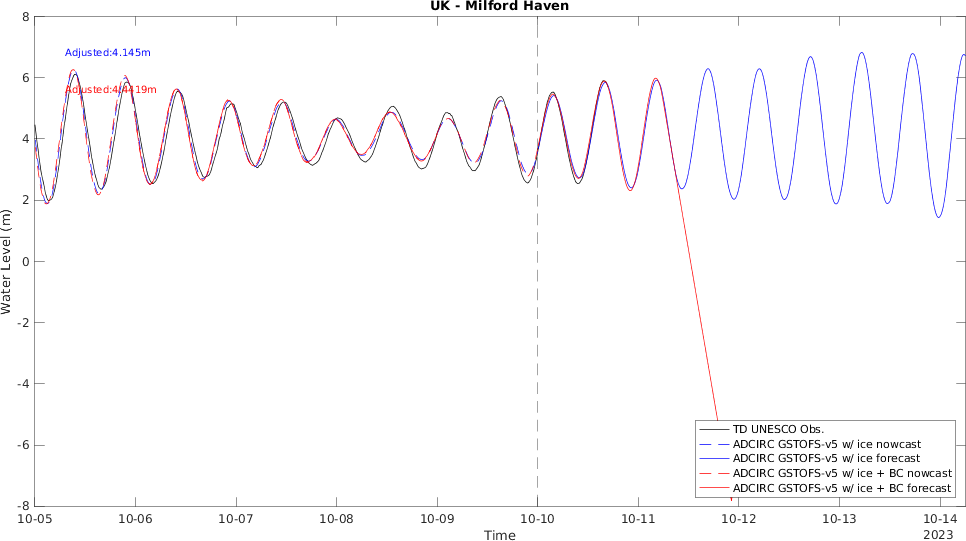 UK - Milford Haven
8
6
4
2
0
-2
-4
-6
-8
Water Level (m)
Adjusted:4.145m
Adjusted:4.4419m
TD UNESCO Obs.
ADCIRC GSTOFS-v5 w/ ice nowcast
ADCIRC GSTOFS-v5 w/ ice forecast
ADCIRC GSTOFS-v5 w/ ice + BC nowcast
ADCIRC GSTOFS-v5 w/ ice + BC forecast
10-05 10-06 10-07 10-08 10-09 10-10 10-11 10-12 10-13 10-14
2023
Time